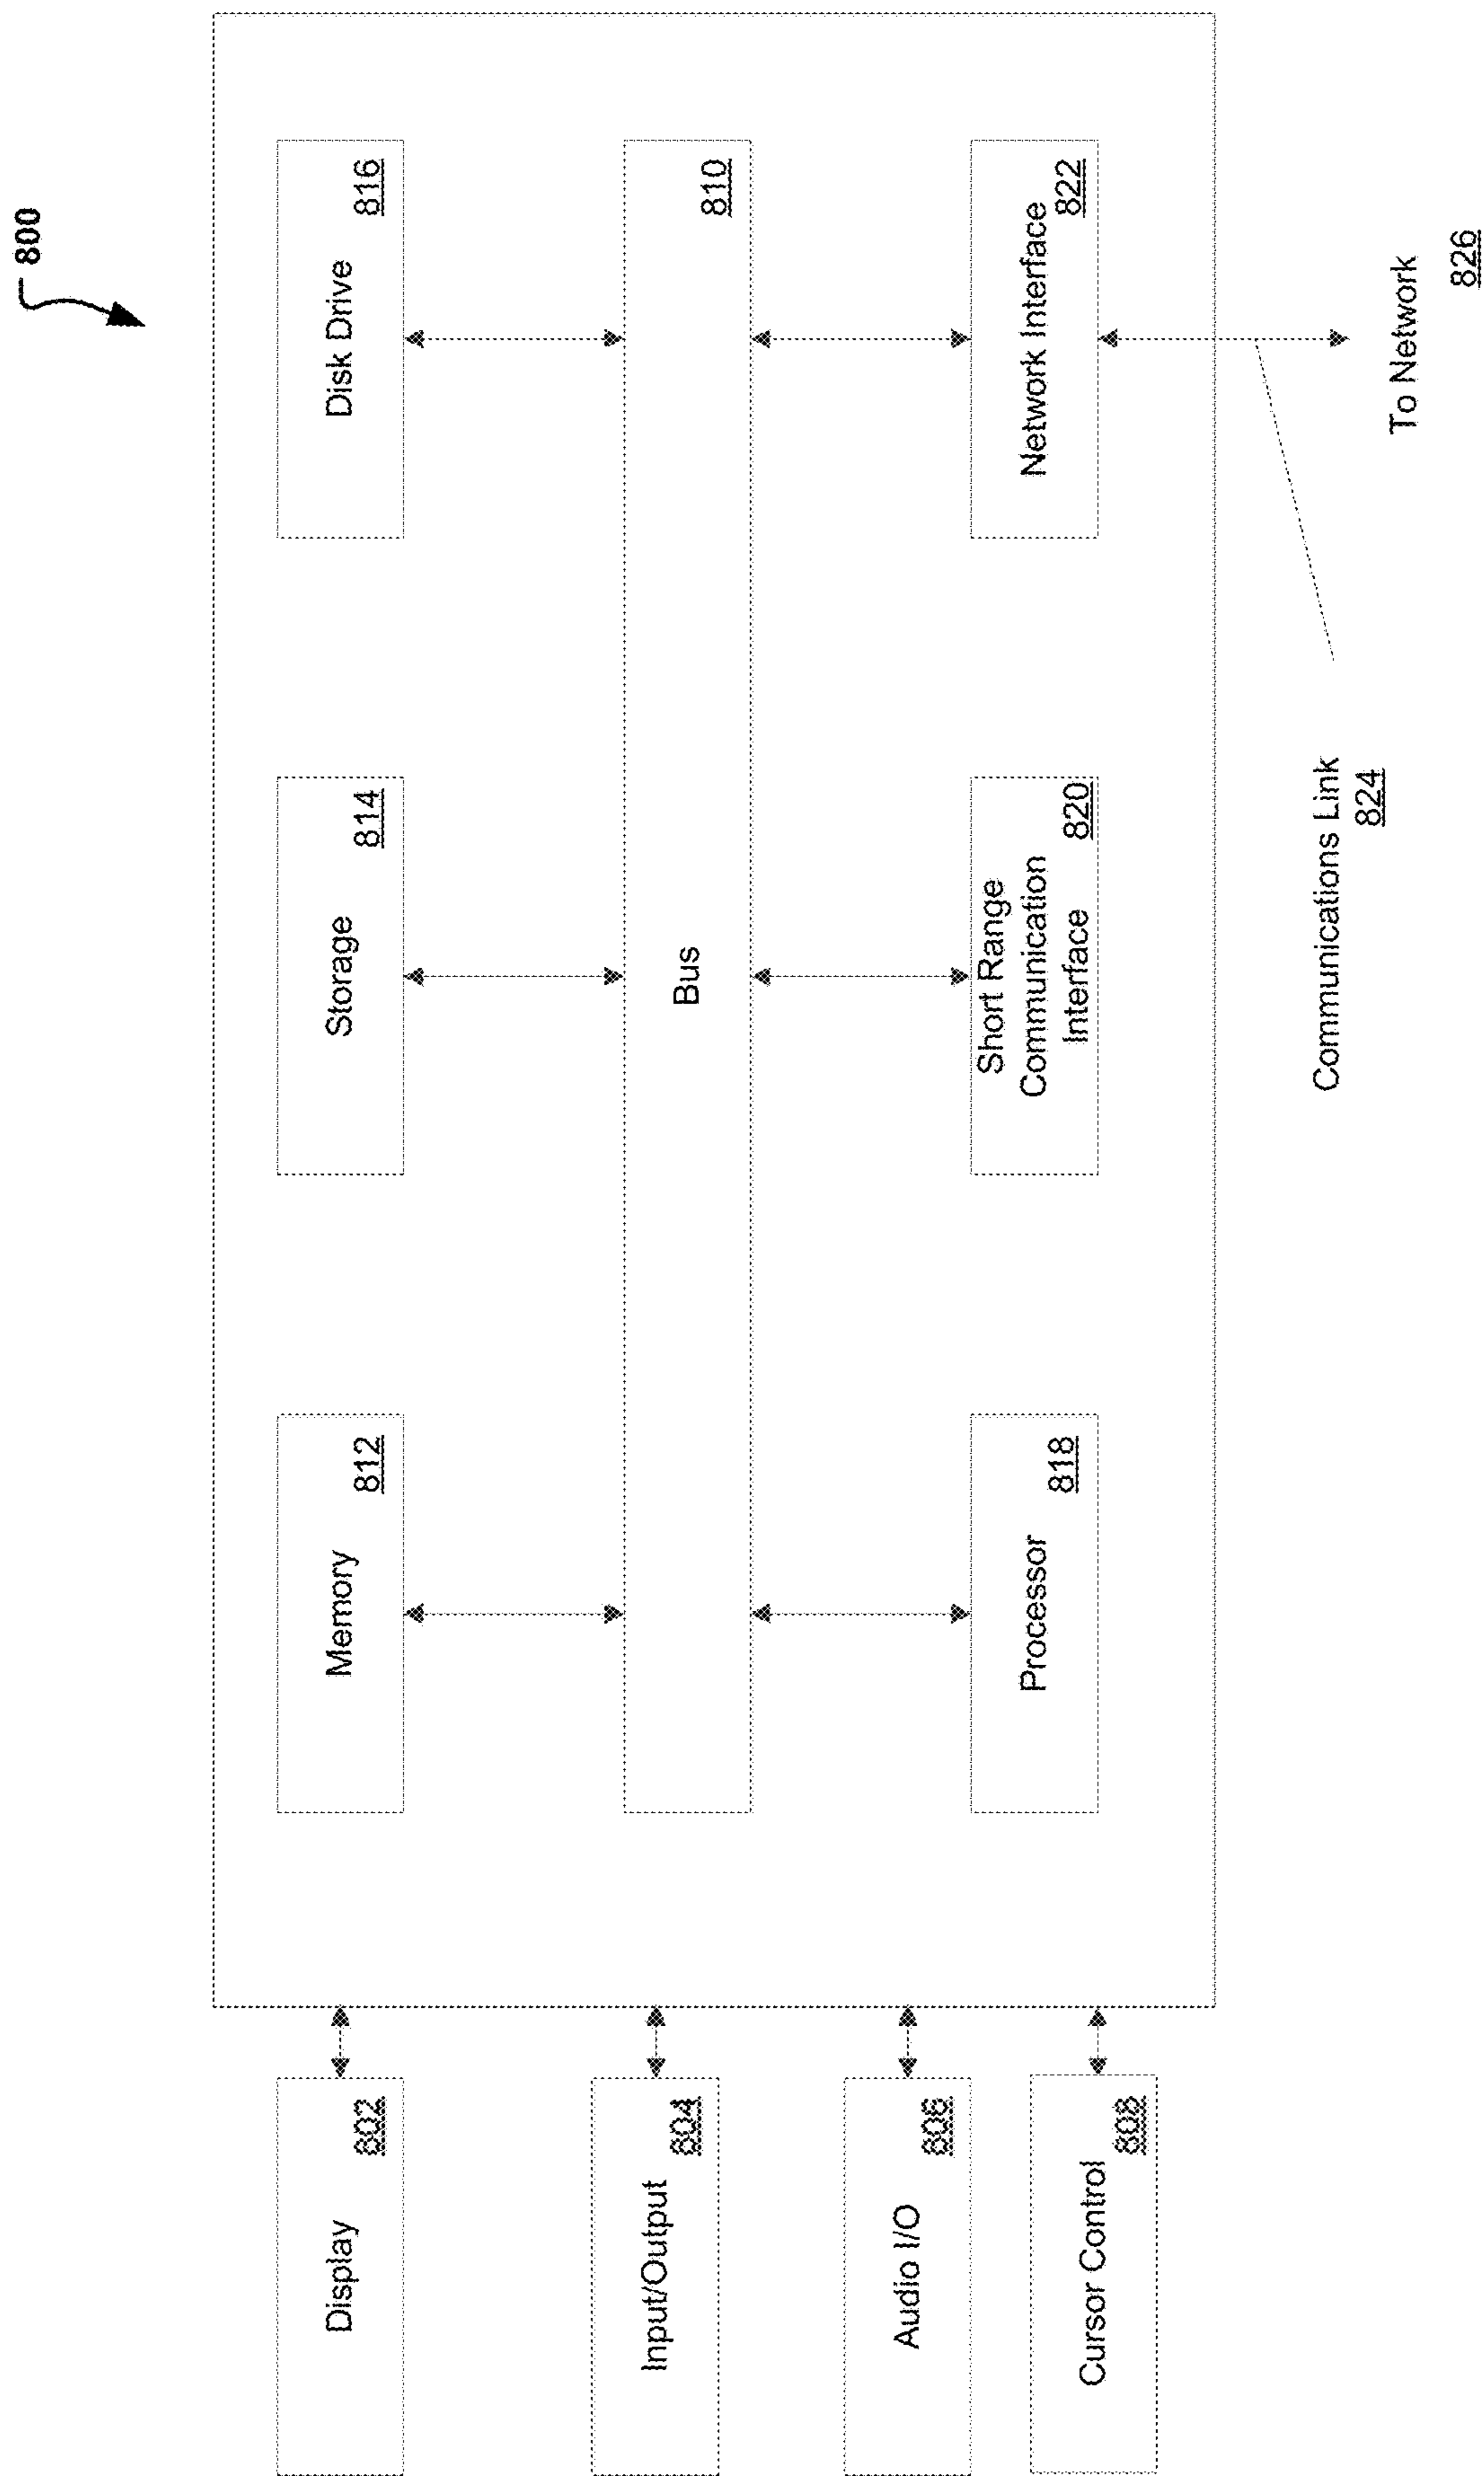 800
Display
802
Input/Output
804
Audio I/O
806
Cursor Control
808
Memory
812
Storage
814
Disk Drive
816
Bus
810
Processor
818
Short Range
Communication
Interface
820
Network Interface
822
Communications Link
824
To Network
826